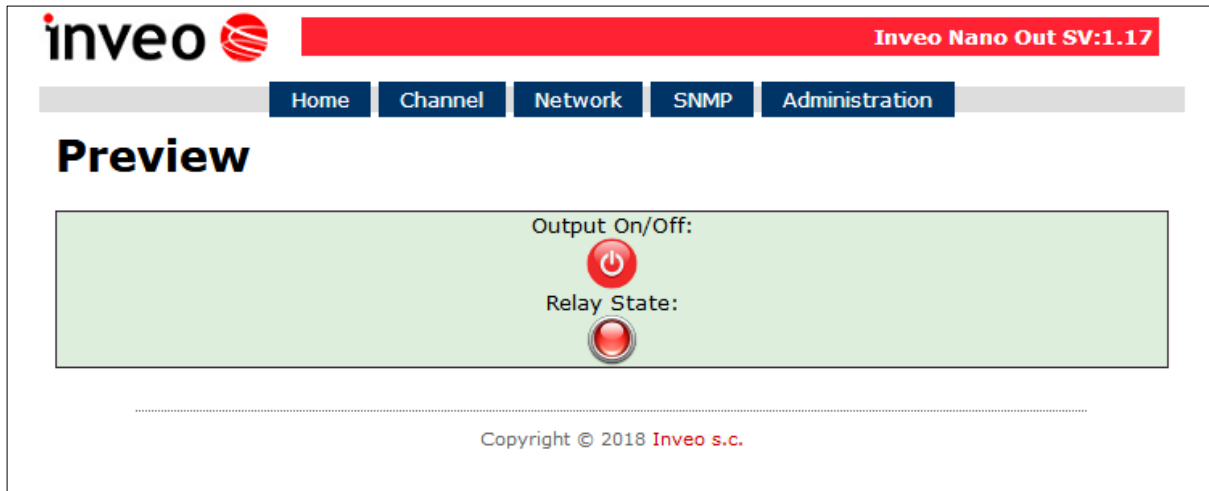 inveo
Inveo Nano Out SV:1.17
Home Channel Network SNMP Administration
Preview
Output On/Off:
Relay State:
Copyright © 2018 Inveo s.c.